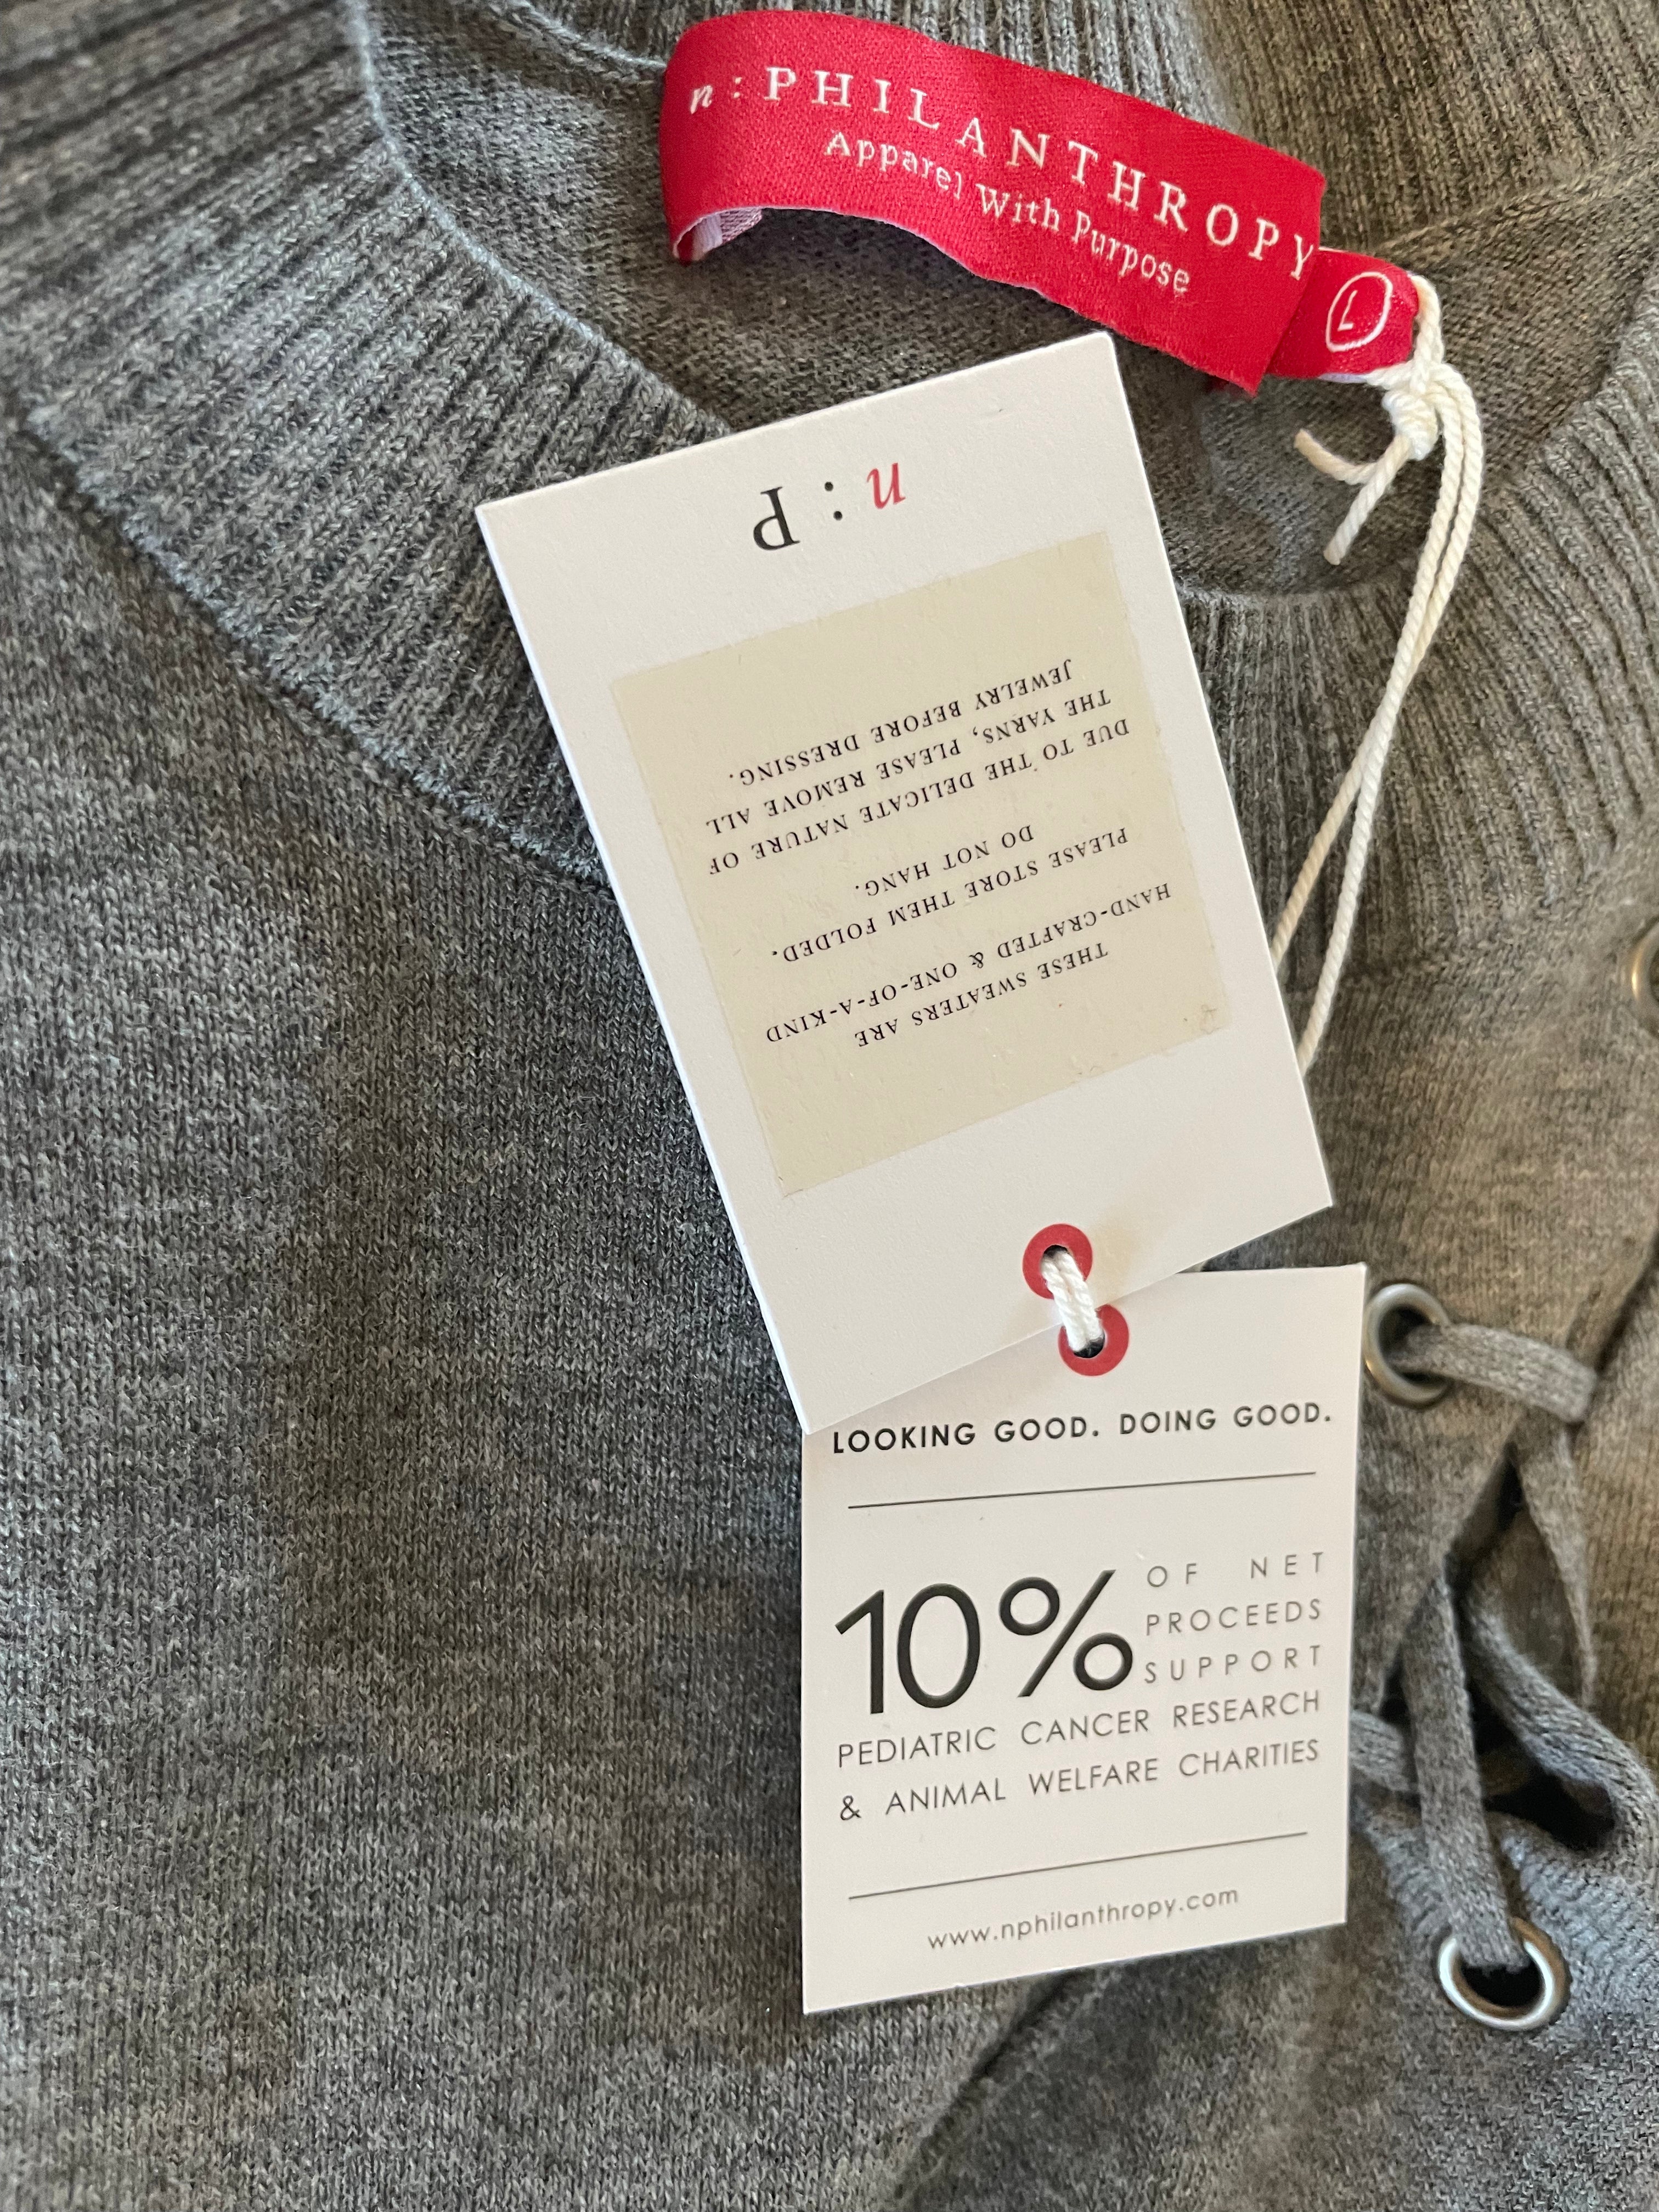 n : PHILANTHROPY
Apparel With Purpose
L
n : P
THESE SWEATERS ARE
HAND-CRAFTED & ONE-OF-A-KIND
PLEASE STORE THEM FOLDED.
DO NOT HANG.
DUE TO THE DELICATE NATURE OF
THE YARNS, PLEASE REMOVE ALL
JEWELRY BEFORE DRESSING.
LOOKING GOOD. DOING GOOD.
10% OF NET
PROCEEDS
SUPPORT
PEDIATRIC CANCER RESEARCH
& ANIMAL WELFARE CHARITIES
www.nphilanthropy.com